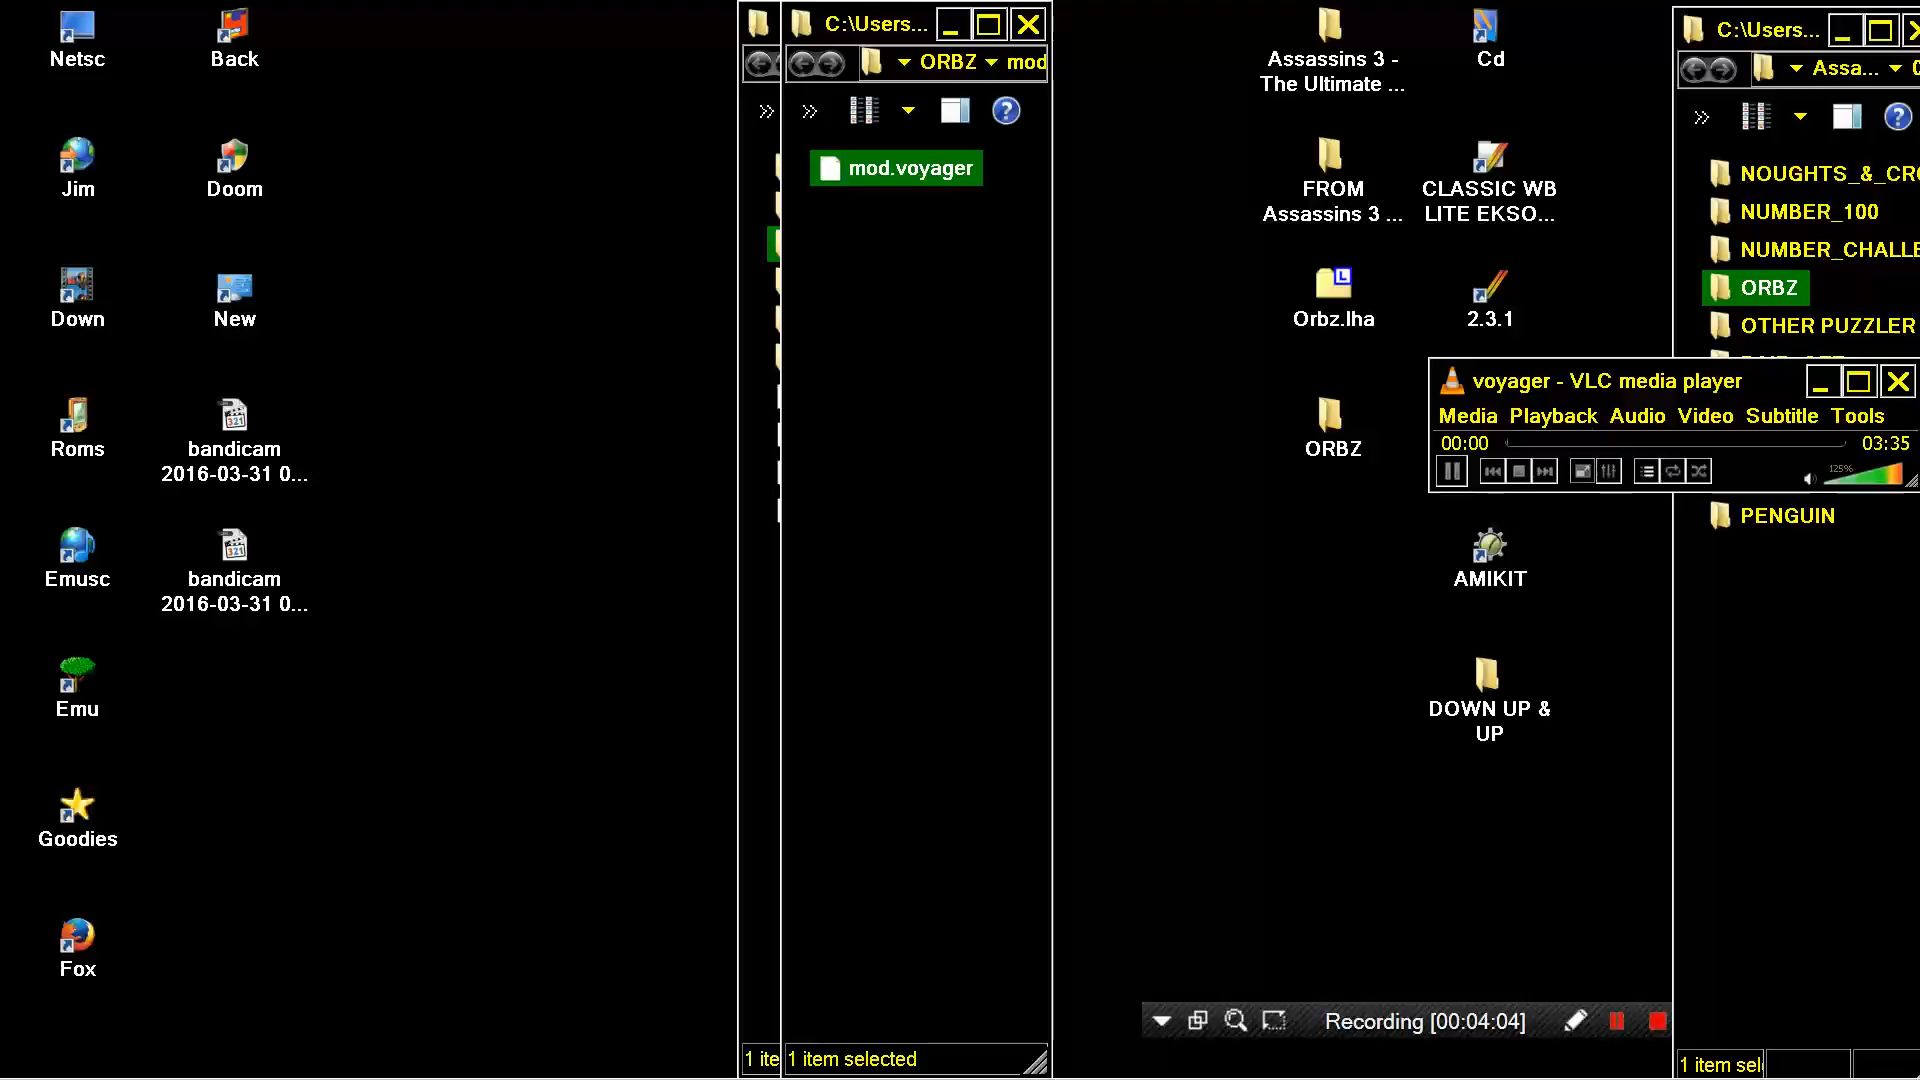 Netsc
Back
Jim
Doom
Down
New
Roms
bandicam
2016-03-31 0...
Emusc
bandicam
2016-03-31 0...
Emu
Goodies
Fox
C:\Users...
ORBZ
mod
mod.voyager
1 ite
1 item selected
Assassins 3 -
The Ultimate ...
Cd
FROM
Assassins 3 ...
CLASSIC WB
LITE EKSO...
Orbz.lha
2.3.1
ORBZ
AMIKIT
DOWN UP &
UP
C:\Users...
Assa...
NOUGHTS_&_CRO
NUMBER_100
NUMBER_CHALLE
ORBZ
OTHER PUZZLER
voyager - VLC media player
Media Playback Audio Video Subtitle Tools
00:00
03:35
125%
PENGUIN
Recording [00:04:04]
1 item sel